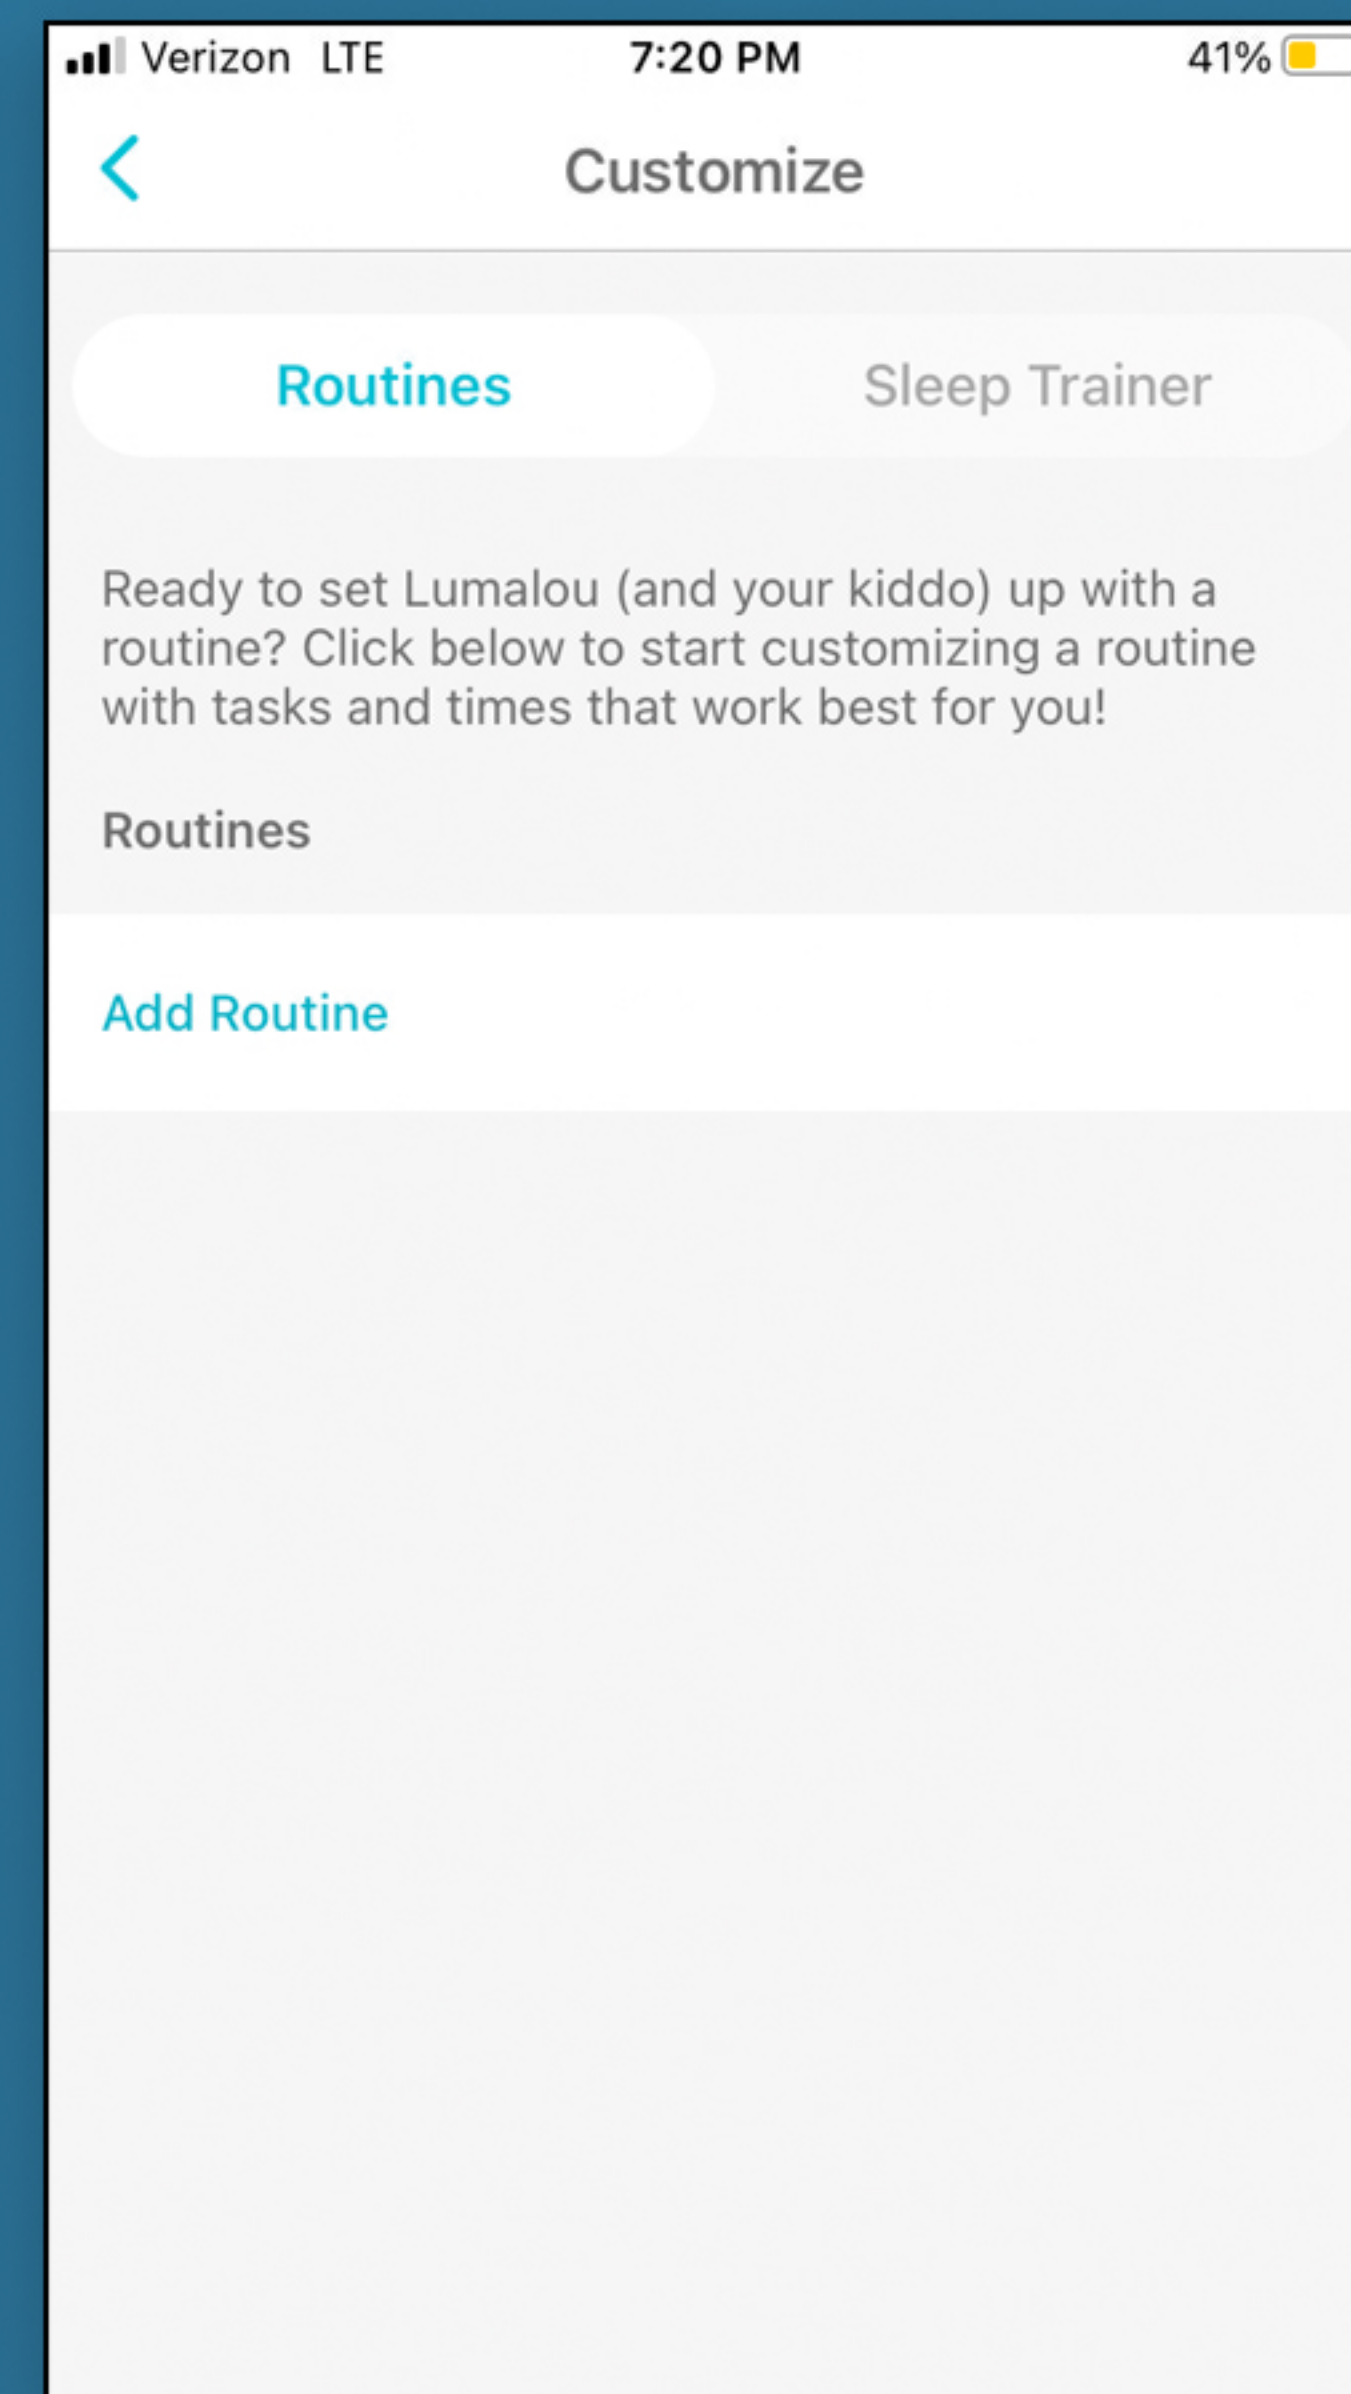 Verizon LTE 7:20 PM 41%
Customize
Routines Sleep Trainer
Ready to set Lumalou (and your kiddo) up with a
routine? Click below to start customizing a routine
with tasks and times that work best for you!
Routines
Add Routine